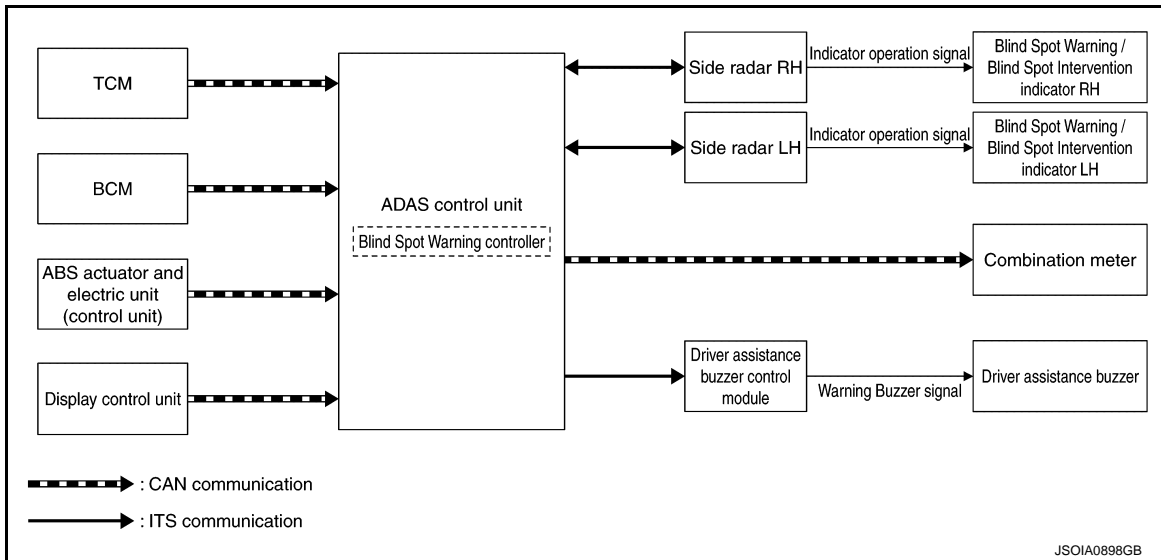 TCM
BCM
ABS actuator and
electric unit
(control unit)
Display control unit
ADAS control unit
Blind Spot Warning controller
Side radar RH
Indicator operation signal
Blind Spot Warning /
Blind Spot Intervention
indicator RH
Side radar LH
Indicator operation signal
Blind Spot Warning /
Blind Spot Intervention
indicator LH
Combination meter
Driver assistance
buzzer control
module
Warning Buzzer signal
Driver assistance buzzer
: CAN communication
: ITS communication
JSOIA0898GB